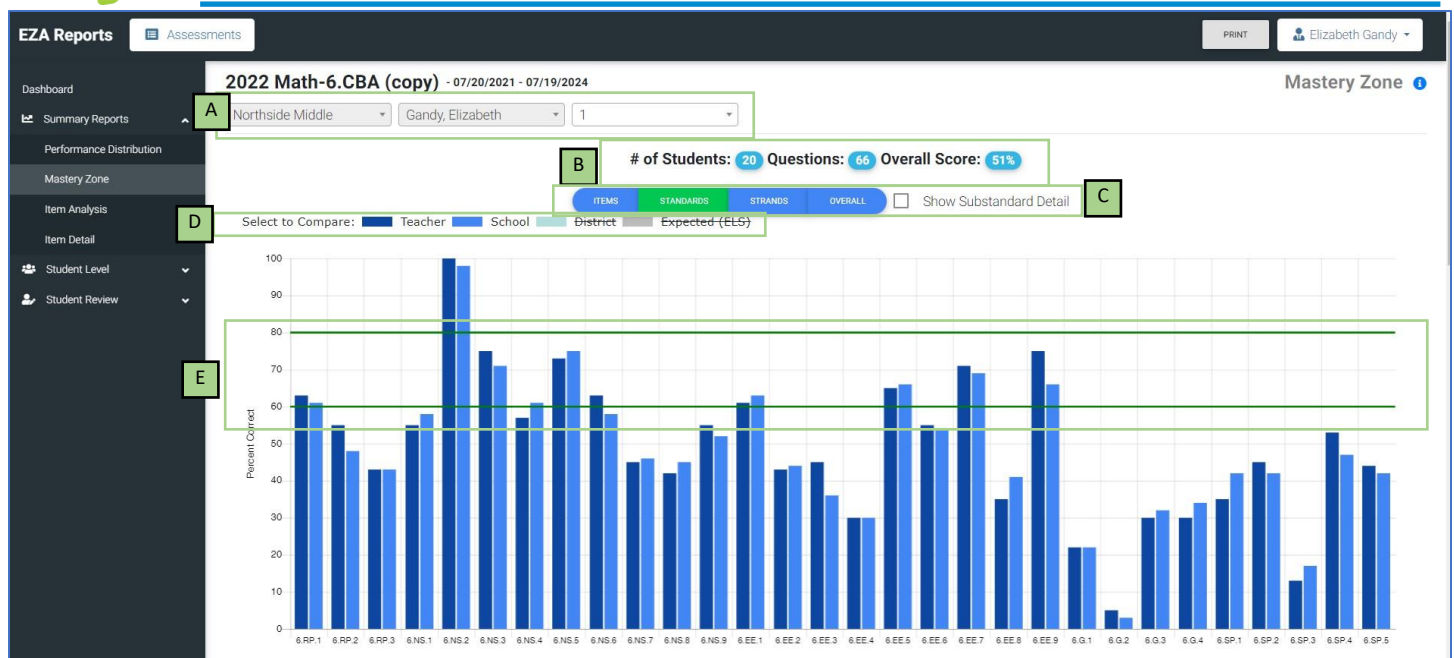 EZA Reports
Assessments
PRINT
Elizabeth Gandy
Dashboard
Summary Reports
Performance Distribution
Mastery Zone
Item Analysis
Item Detail
Student Level
Student Review
2022 Math-6.CBA (copy) - 07/20/2021 - 07/19/2024
Mastery Zone
A
Northside Middle
Gandy, Elizabeth
1
B
# of Students: 20 Questions: 66 Overall Score: 51%
ITEMS STANDARDS STRANDS OVERALL Show Substandard Detail
C
D
Select to Compare: Teacher School District Expected (ELS)
E
Percent Correct
100
90
80
70
60
50
40
30
20
10
0
6.RP.1 6.RP.2 6.RP.3 6.NS.1 6.NS.2 6.NS.3 6.NS.4 6.NS.5 6.NS.6 6.NS.7 6.NS.8 6.NS.9 6.EE.1 6.EE.2 6.EE.3 6.EE.4 6.EE.5 6.EE.6 6.EE.7 6.EE.8 6.EE.9 6.G.1 6.G.2 6.G.3 6.G.4 6.SP.1 6.SP.2 6.SP.3 6.SP.4 6.SP.5